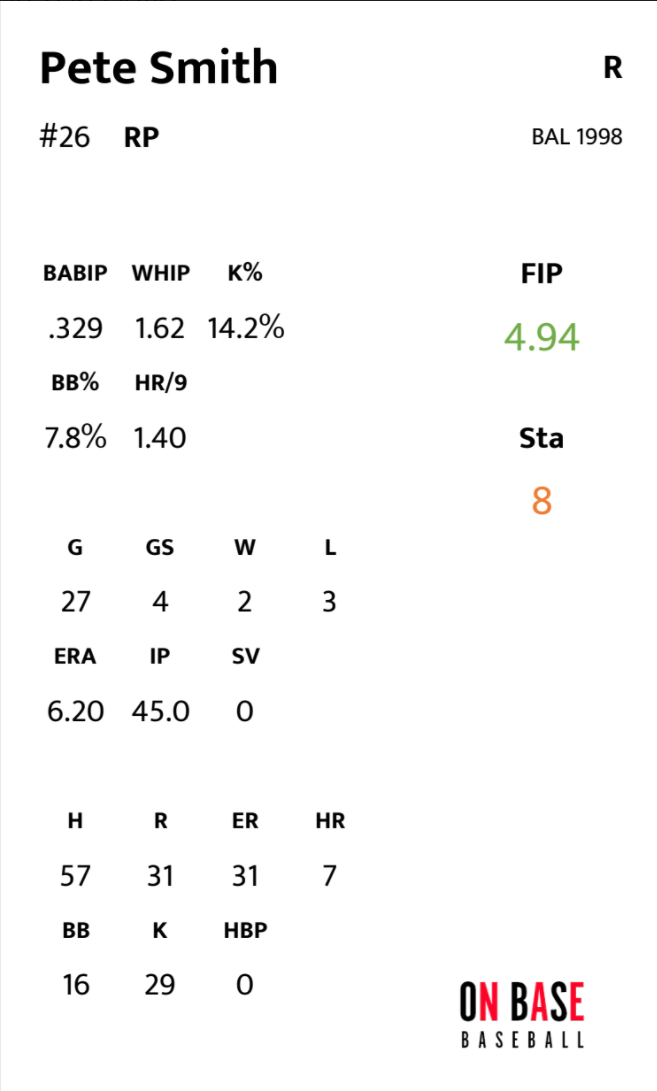 Pete Smith R
#26 RP BAL 1998
BABIP WHIP K% FIP
.329 1.62 14.2% 4.94
BB% HR/9
7.8% 1.40 Sta
8
G GS W L
27 4 2 3
ERA IP SV
6.20 45.0 0
H R ER HR
57 31 31 7
BB K HBP
16 29 0
ON BASE
BASEBALL